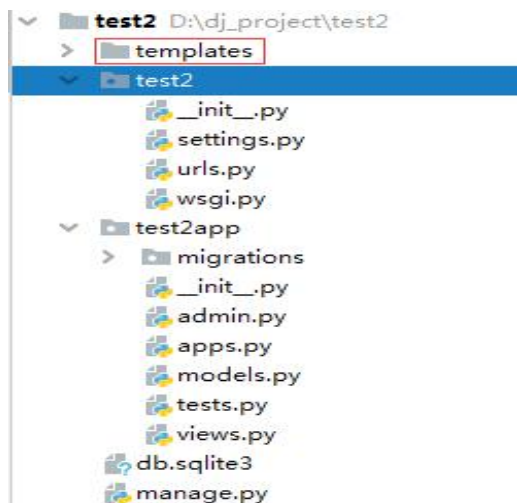 test2 D:\dj_project\test2
templates
test2
__init__.py
settings.py
urls.py
wsgi.py
test2app
migrations
__init__.py
admin.py
apps.py
models.py
tests.py
views.py
db.sqlite3
manage.py